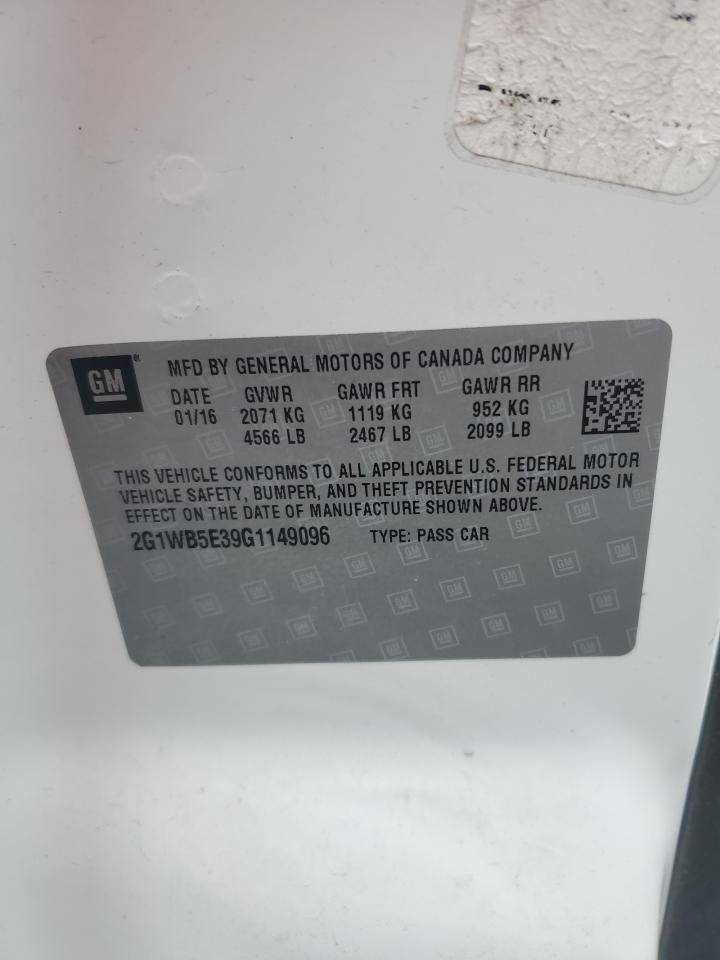 GM ® MFD BY GENERAL MOTORS OF CANADA COMPANY
DATE GVWR GAWR FRT GAWR RR
01/16 2071 KG 1119 KG 952 KG
4566 LB 2467 LB 2099 LB
THIS VEHICLE CONFORMS TO ALL APPLICABLE U.S. FEDERAL MOTOR
VEHICLE SAFETY, BUMPER, AND THEFT PREVENTION STANDARDS IN
EFFECT ON THE DATE OF MANUFACTURE SHOWN ABOVE.
2G1WB5E39G1149096 TYPE: PASS CAR